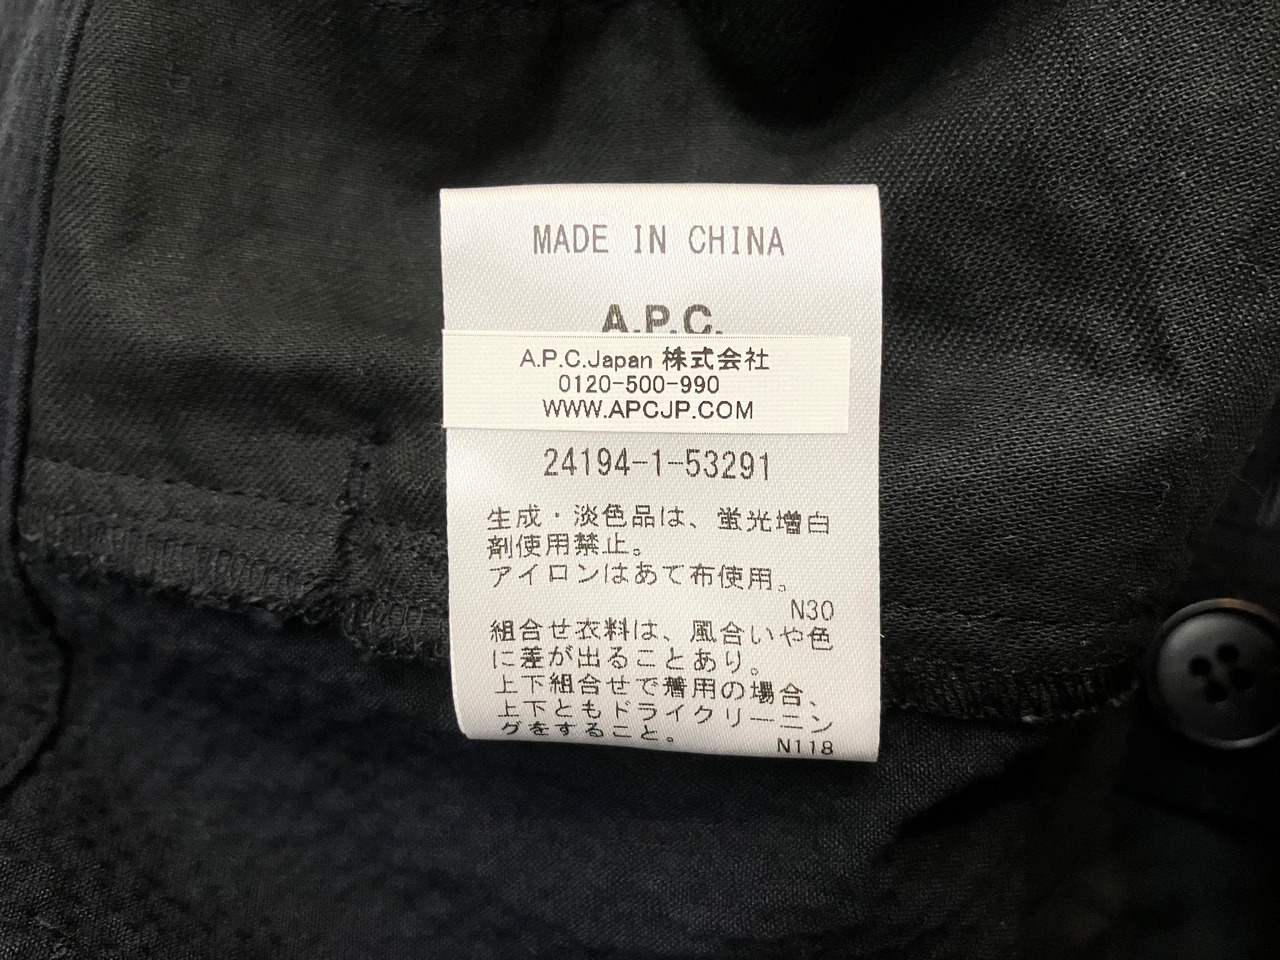 MADE IN CHINA
A.P.C.
A.P.C.Japan 株式会社
0120-500-990
WWW.APCJP.COM
24194-1-53291
生成・淡色品は、蛍光増白
剤使用禁止。
アイロンはあて布使用。
N30
組合せ衣料は、風合いや色
に差が出ることあり。
上下組合せで着用の場合、
上下ともドライクリーニン
グをすること。
N118